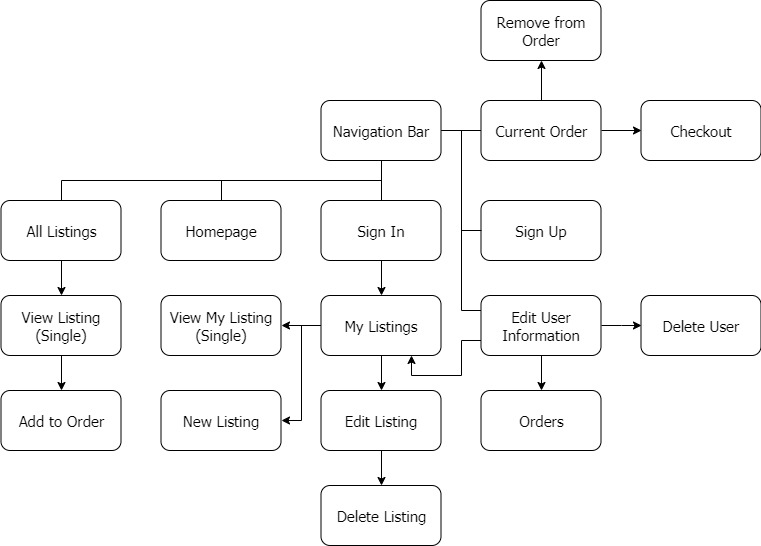 Remove from
Order
Navigation Bar
Current Order
Checkout
All Listings
Homepage
Sign In
Sign Up
View Listing
(Single)
View My Listing
(Single)
My Listings
Edit User
Information
Delete User
Add to Order
New Listing
Edit Listing
Orders
Delete Listing